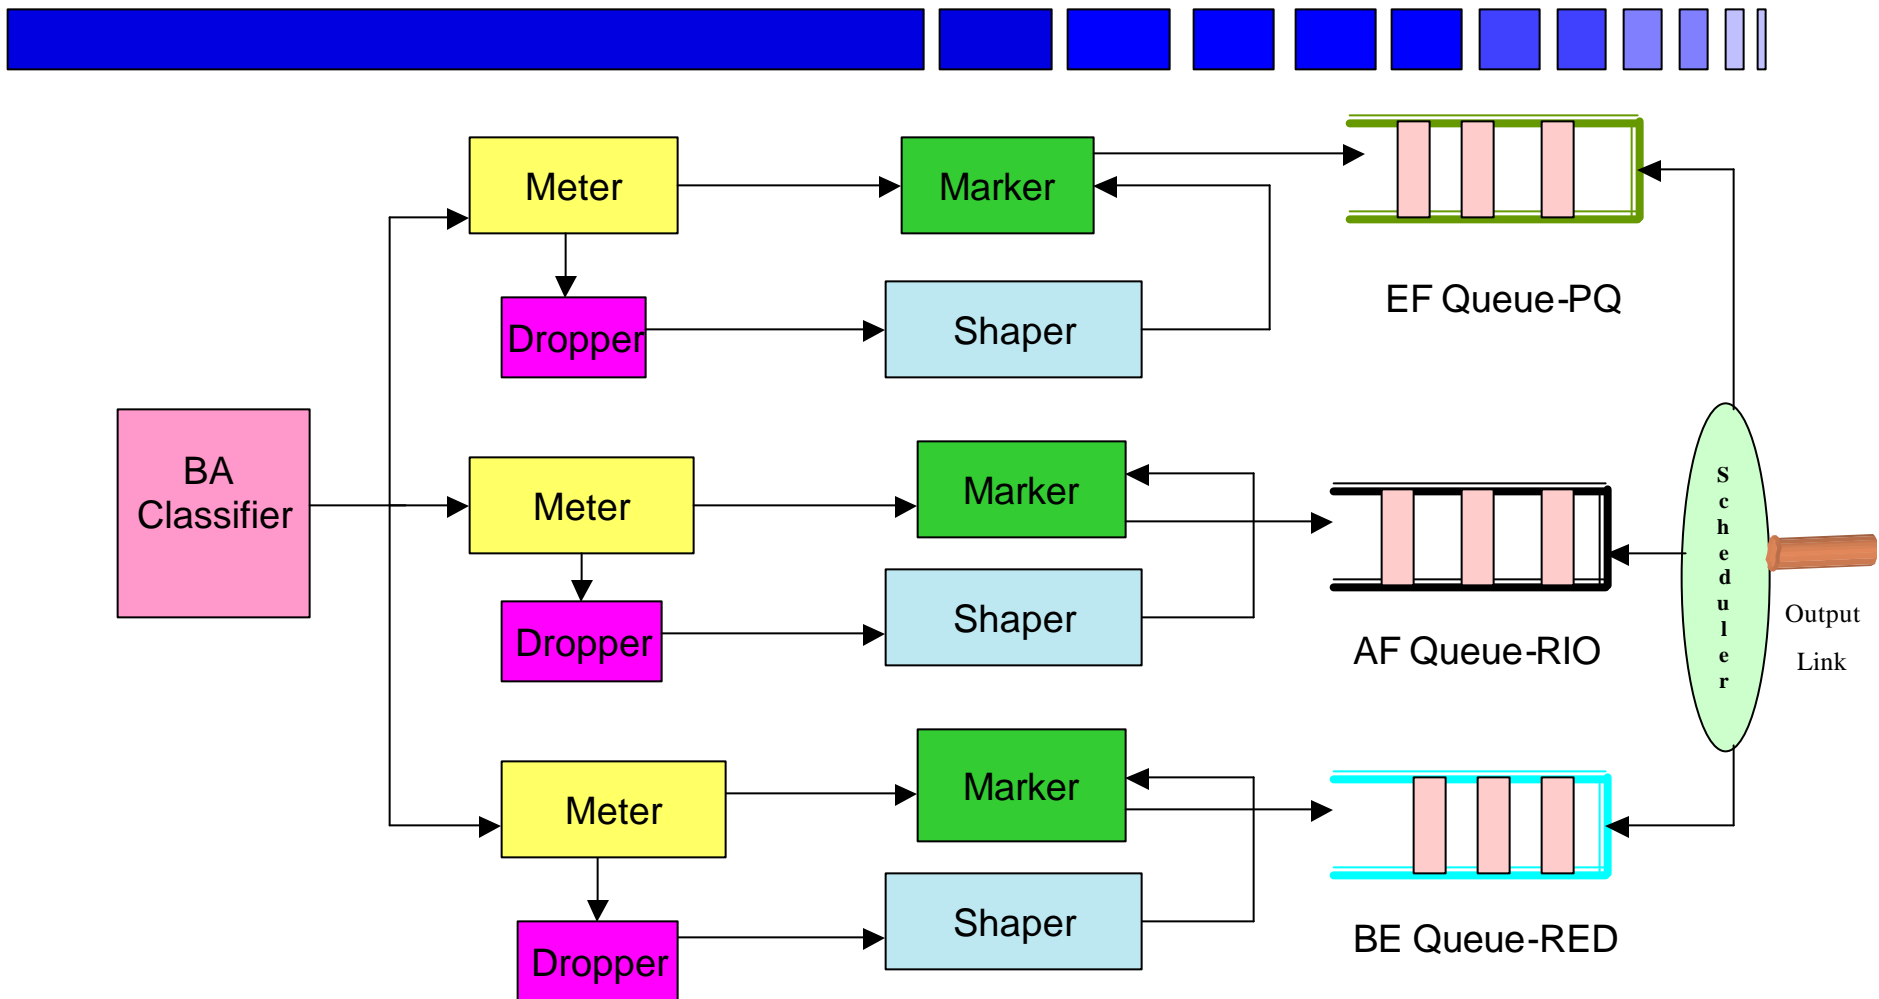 Meter
Marker
Dropper
Shaper
EF Queue-PQ
BA
Classifier
Meter
Marker
Dropper
Shaper
AF Queue-RIO
Scheduler
Output
Link
Meter
Marker
Dropper
Shaper
BE Queue-RED